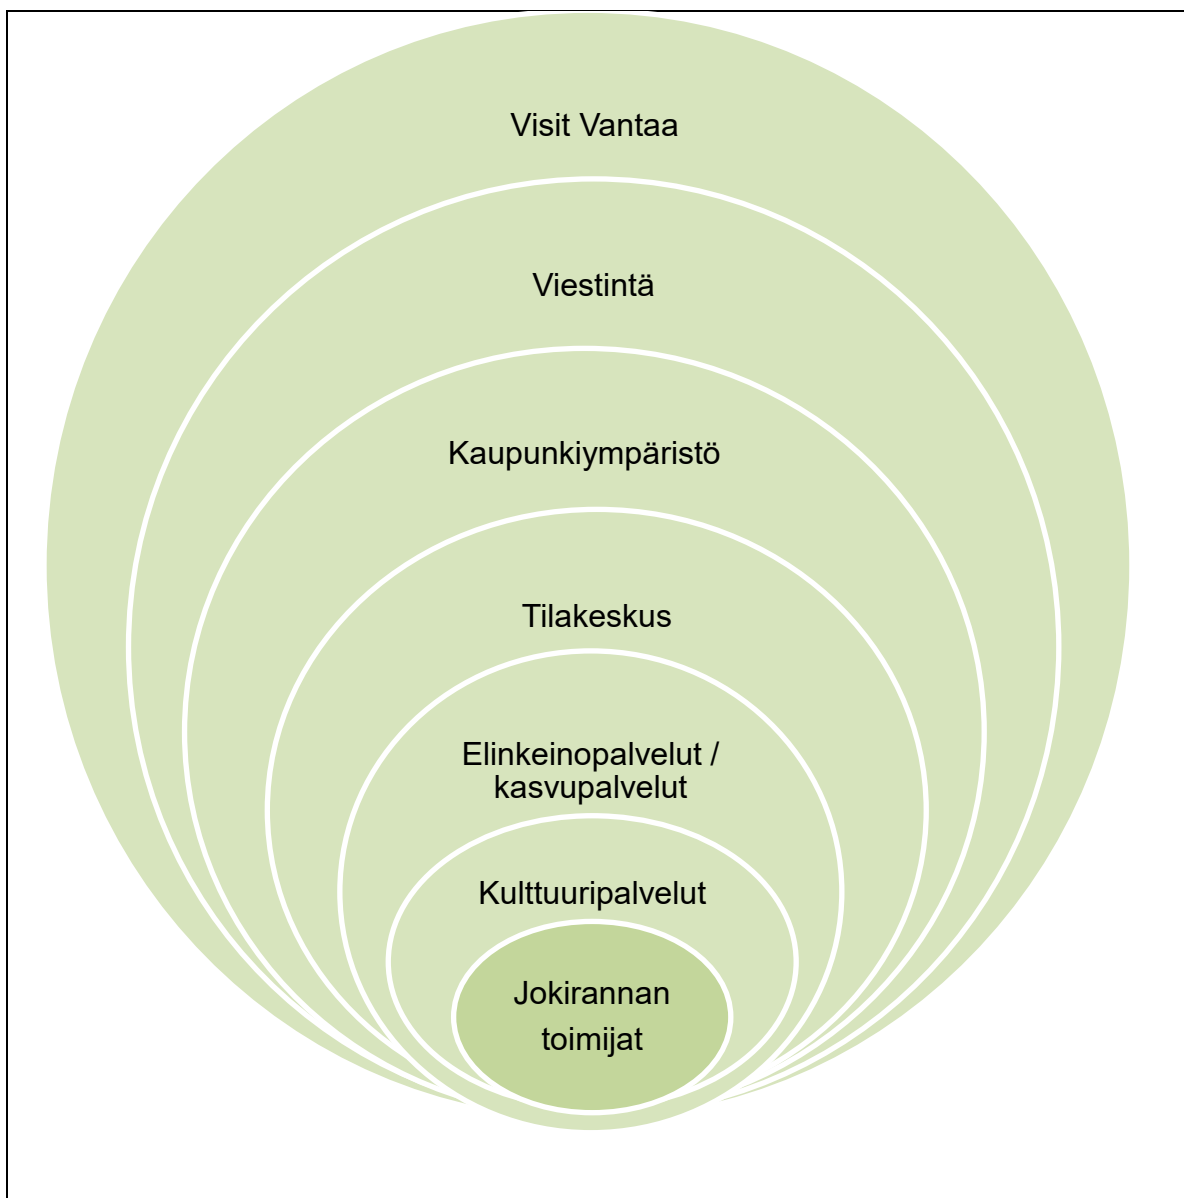 Visit Vantaa
Viestintä
Kaupunkiympäristö
Tilakeskus
Elinkeinopalvelut /
kasvupalvelut
Kulttuuripalvelut
Jokirannan
toimijat